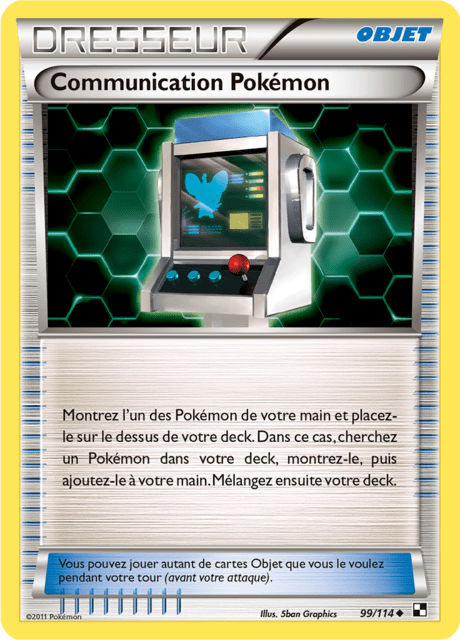 DRESSEUR
OBJET
Communication Pokémon
Montrez l'un des Pokémon de votre main et placez-
le sur le dessus de votre deck. Dans ce cas, cherchez
un Pokémon dans votre deck, montrez-le, puis
ajoutez-le à votre main. Mélangez ensuite votre deck.
Vous pouvez jouer autant de cartes Objet que vous le voulez
pendant votre tour (avant votre attaque).
©2011 Pokémon
Illus. 5ban Graphics
99/114